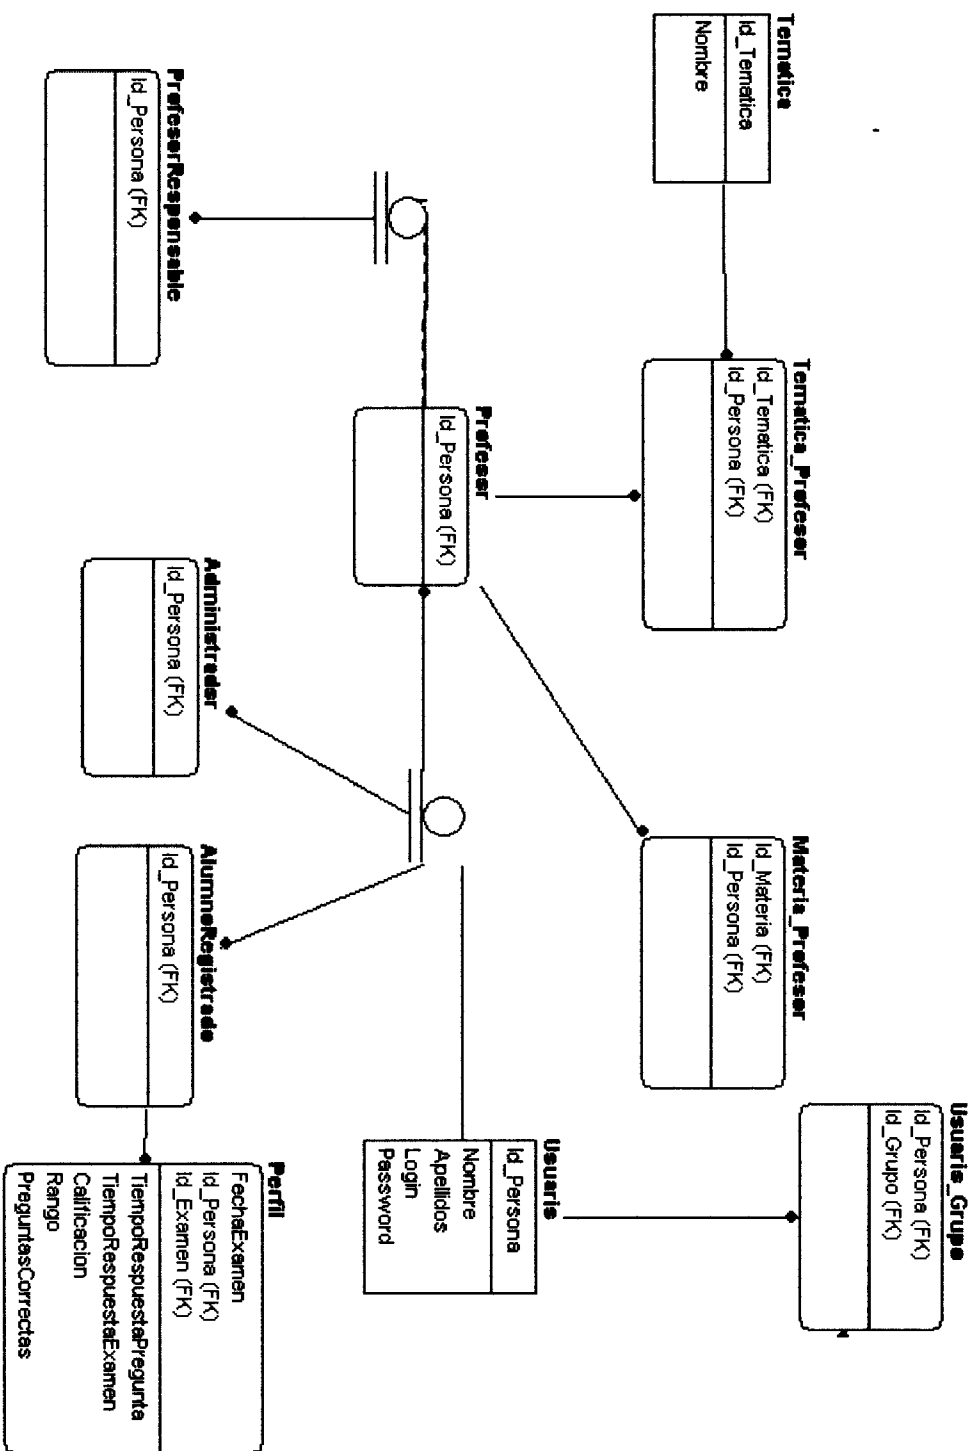 Tematica
Id_Tematica
Nombre
Tematica_Profesor
Id_Tematica (FK)
Id_Persona (FK)
Materia_Profesor
Id_Materia (FK)
Id_Persona (FK)
Usuario_Grupo
Id_Persona (FK)
Id_Grupo (FK)
Profesor
Id_Persona (FK)
Usuario
Id_Persona
Nombre
Apellidos
Login
Password
ProfesorResponsable
Id_Persona (FK)
Administrador
Id_Persona (FK)
AlumnoRegistrado
Id_Persona (FK)
Perfil
FechaExamen
Id_Persona (FK)
Id_Examen (FK)
TiempoRespuestaPregunta
TiempoRespuestaExamen
Calificacion
Rango
PreguntasCorrectas